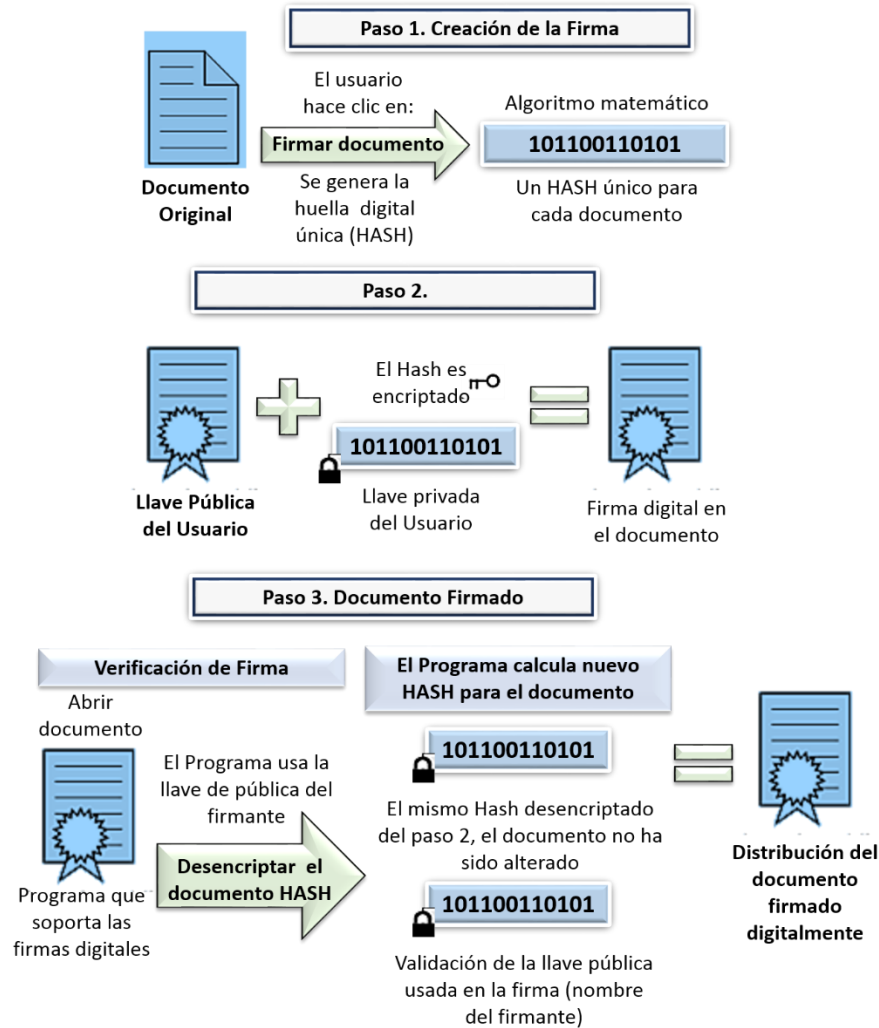 Paso 1. Creación de la Firma
El usuario
hace clic en:
Firmar documento
Se genera la
huella digital
única (HASH)
Documento
Original
Algoritmo matemático
101100110101
Un HASH único para
cada documento
Paso 2.
Llave Pública
del Usuario
El Hash es
encriptado
101100110101
Llave privada
del Usuario
Firma digital en
el documento
Paso 3. Documento Firmado
Verificación de Firma
Abrir
documento
Programa que
soporta las
firmas digitales
El Programa usa la
llave de pública del
firmante
Desencriptar el
documento HASH
El Programa calcula nuevo
HASH para el documento
101100110101
El mismo Hash desencriptado
del paso 2, el documento no ha
sido alterado
101100110101
Validación de la llave pública
usada en la firma (nombre
del firmante)
Distribución del
documento
firmado
digitalmente